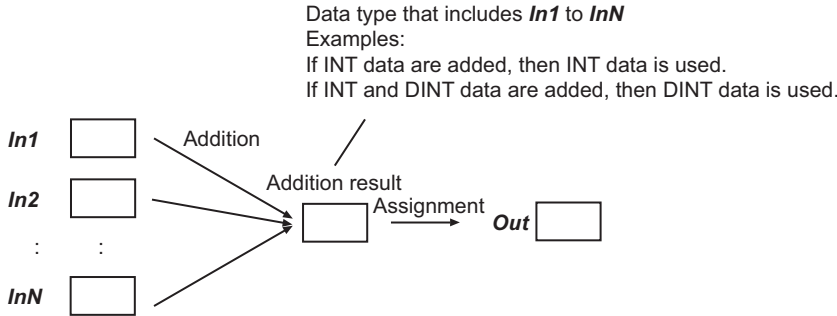 Data type that includes In1 to InN
Examples:
If INT data are added, then INT data is used.
If INT and DINT data are added, then DINT data is used.
In1
Addition
In2
Addition result
Assignment
Out
: :
InN